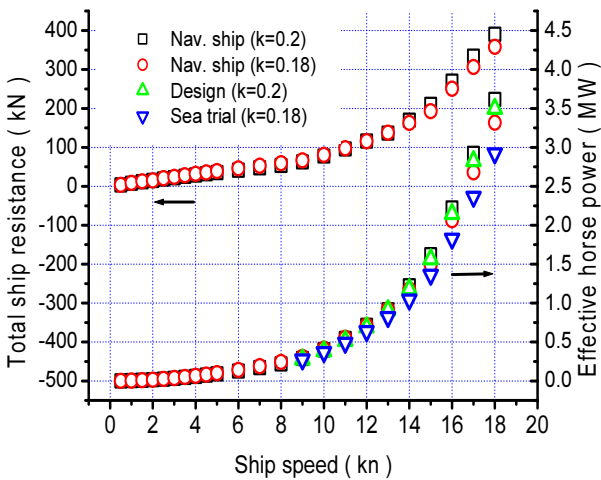 Nav. ship (k=0.2)
Nav. ship (k=0.18)
Design (k=0.2)
Sea trial (k=0.18)
Total ship resistance ( kN )
400
300
200
100
0
-100
-200
-300
-400
-500
4.5
4.0
3.5
3.0
2.5
2.0
1.5
1.0
0.5
0.0
Effective horse power ( MW )
0 2 4 6 8 10 12 14 16 18 20
Ship speed ( kn )